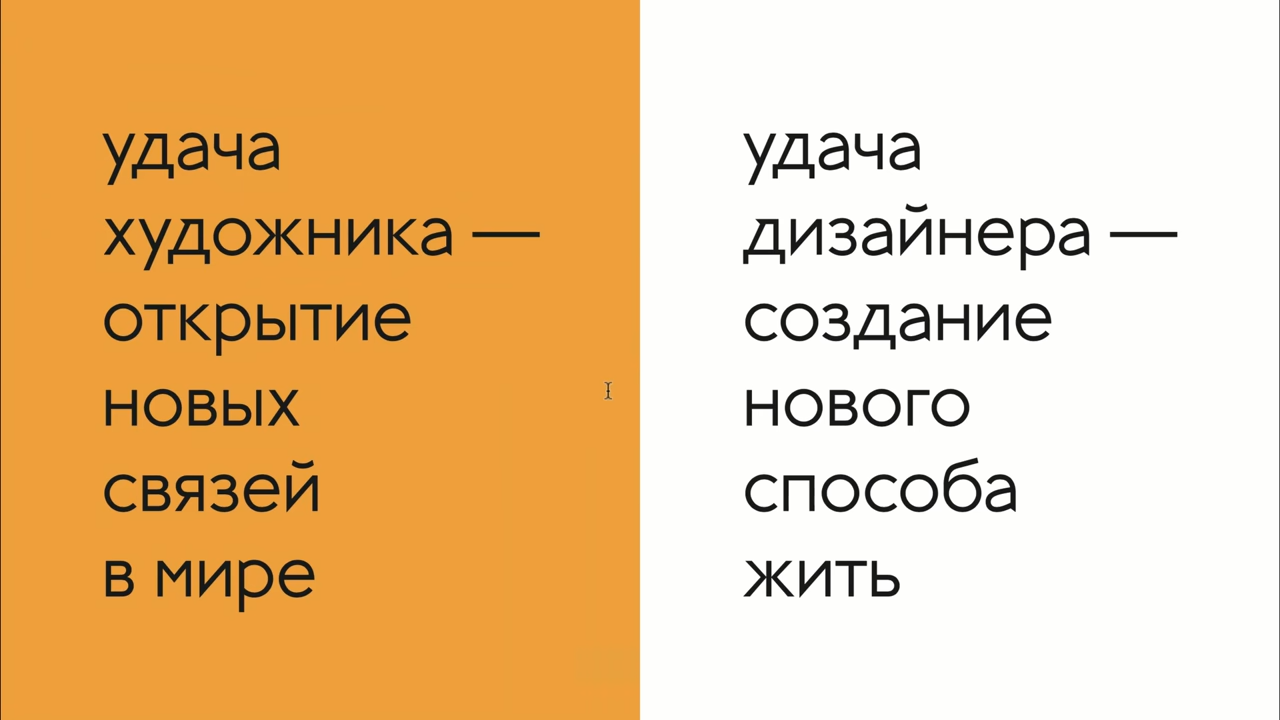 удача
художника —
открытие
новых
связей
в мире
удача
дизайнера —
создание
нового
способа
жить